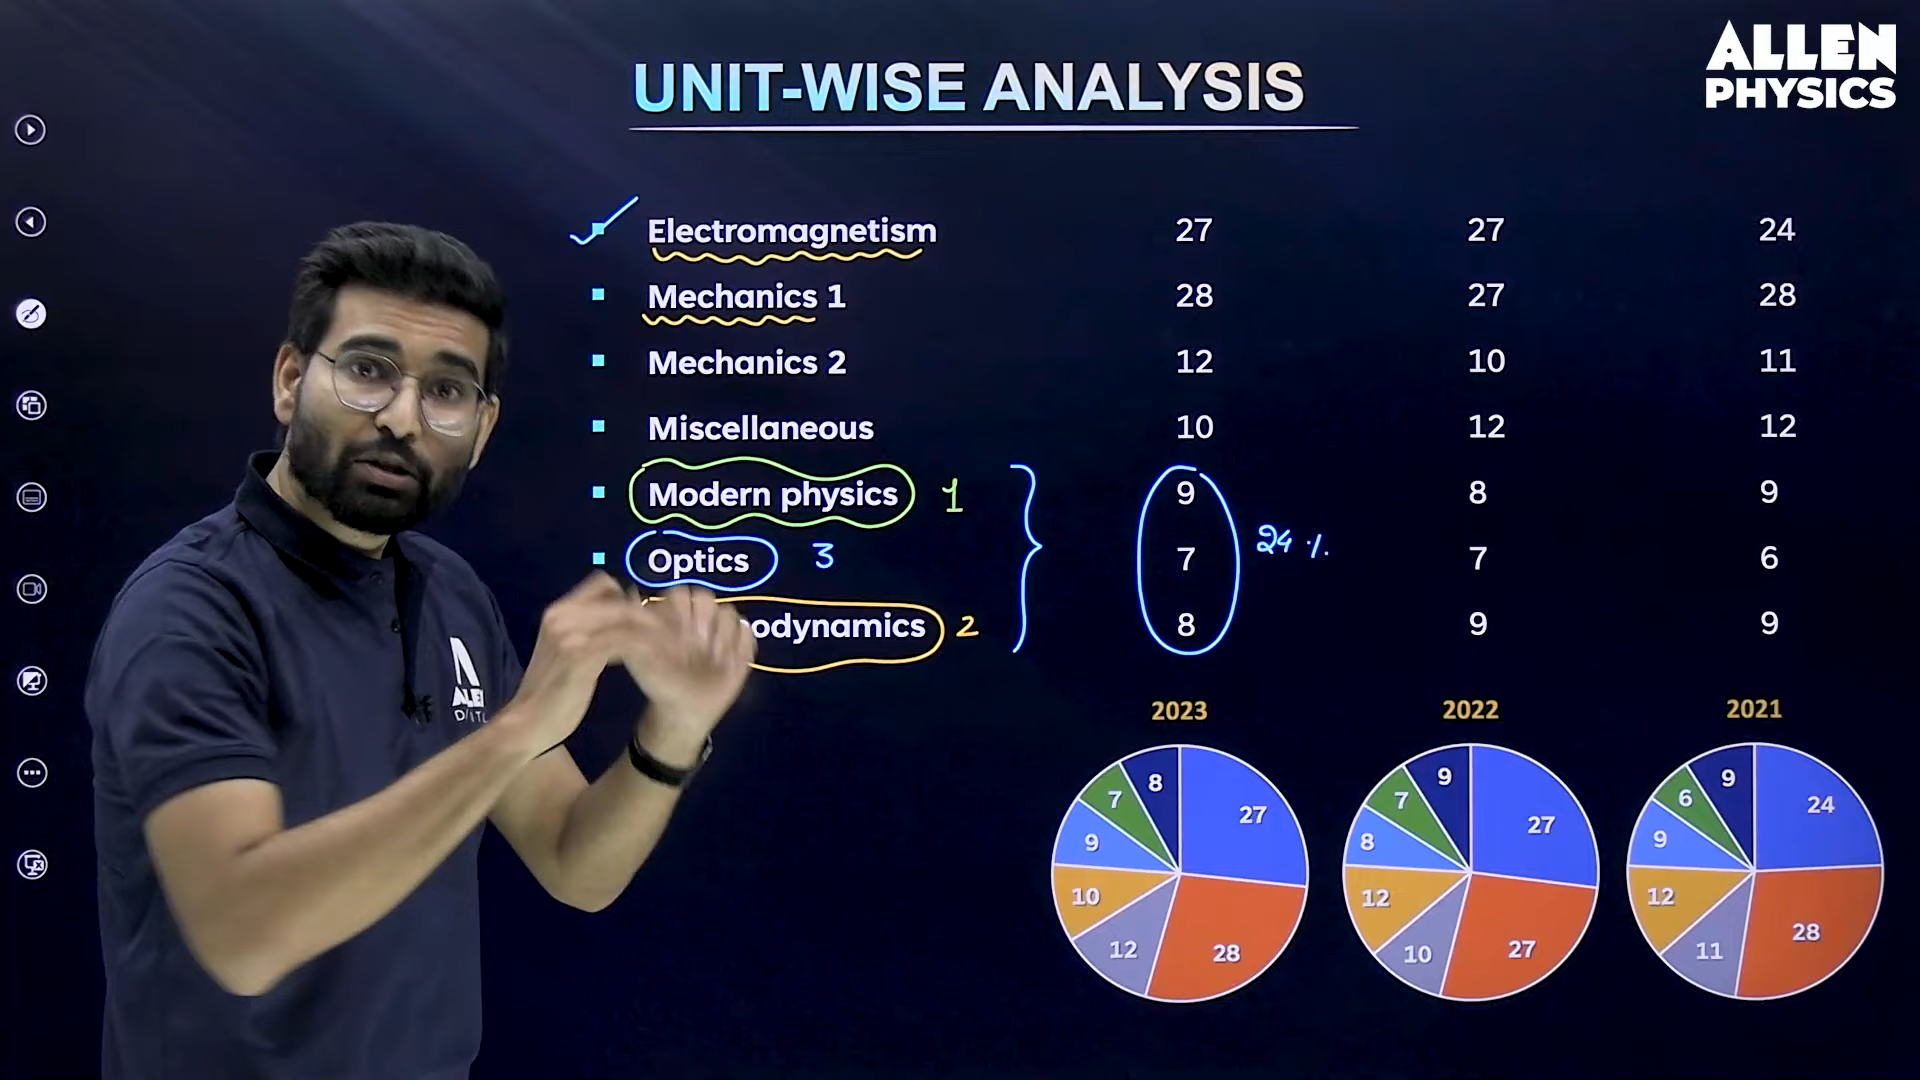 ALLEN
PHYSICS
UNIT-WISE ANALYSIS
Electromagnetism 27 27 24
Mechanics 1 28 27 28
Mechanics 2 12 10 11
Miscellaneous 10 12 12
Modern physics 1 9 8 9
Optics 3 7 7 6
odynamics 2 8 9 9
24 %
2023 2022 2021
27 28 12 10 9 7 8
27 27 10 12 8 7 9
24 28 11 12 9 6 9
ALLE